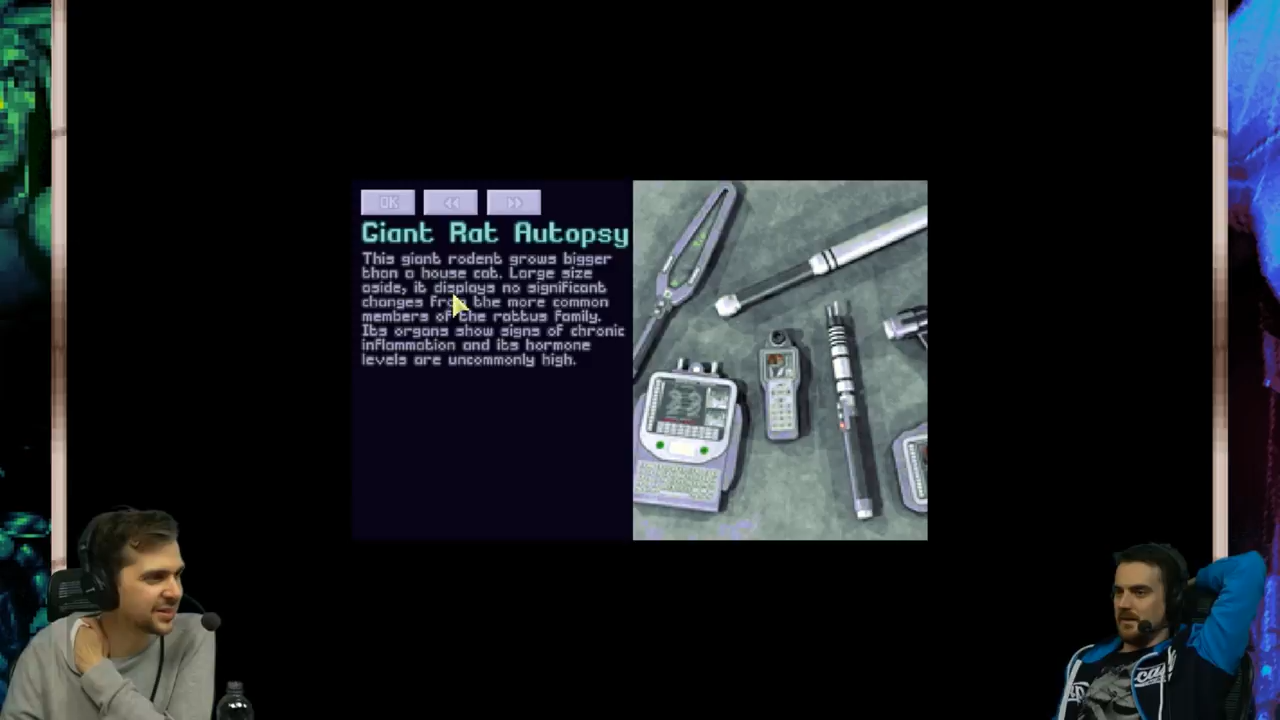 OK
Giant Rat Autopsy
This giant rodent grows bigger
than a house cat. Large size
aside, it displays no significant
changes from the more common
members of the rattus family.
Its organs show signs of chronic
inflammation and its hormone
levels are uncommonly high.